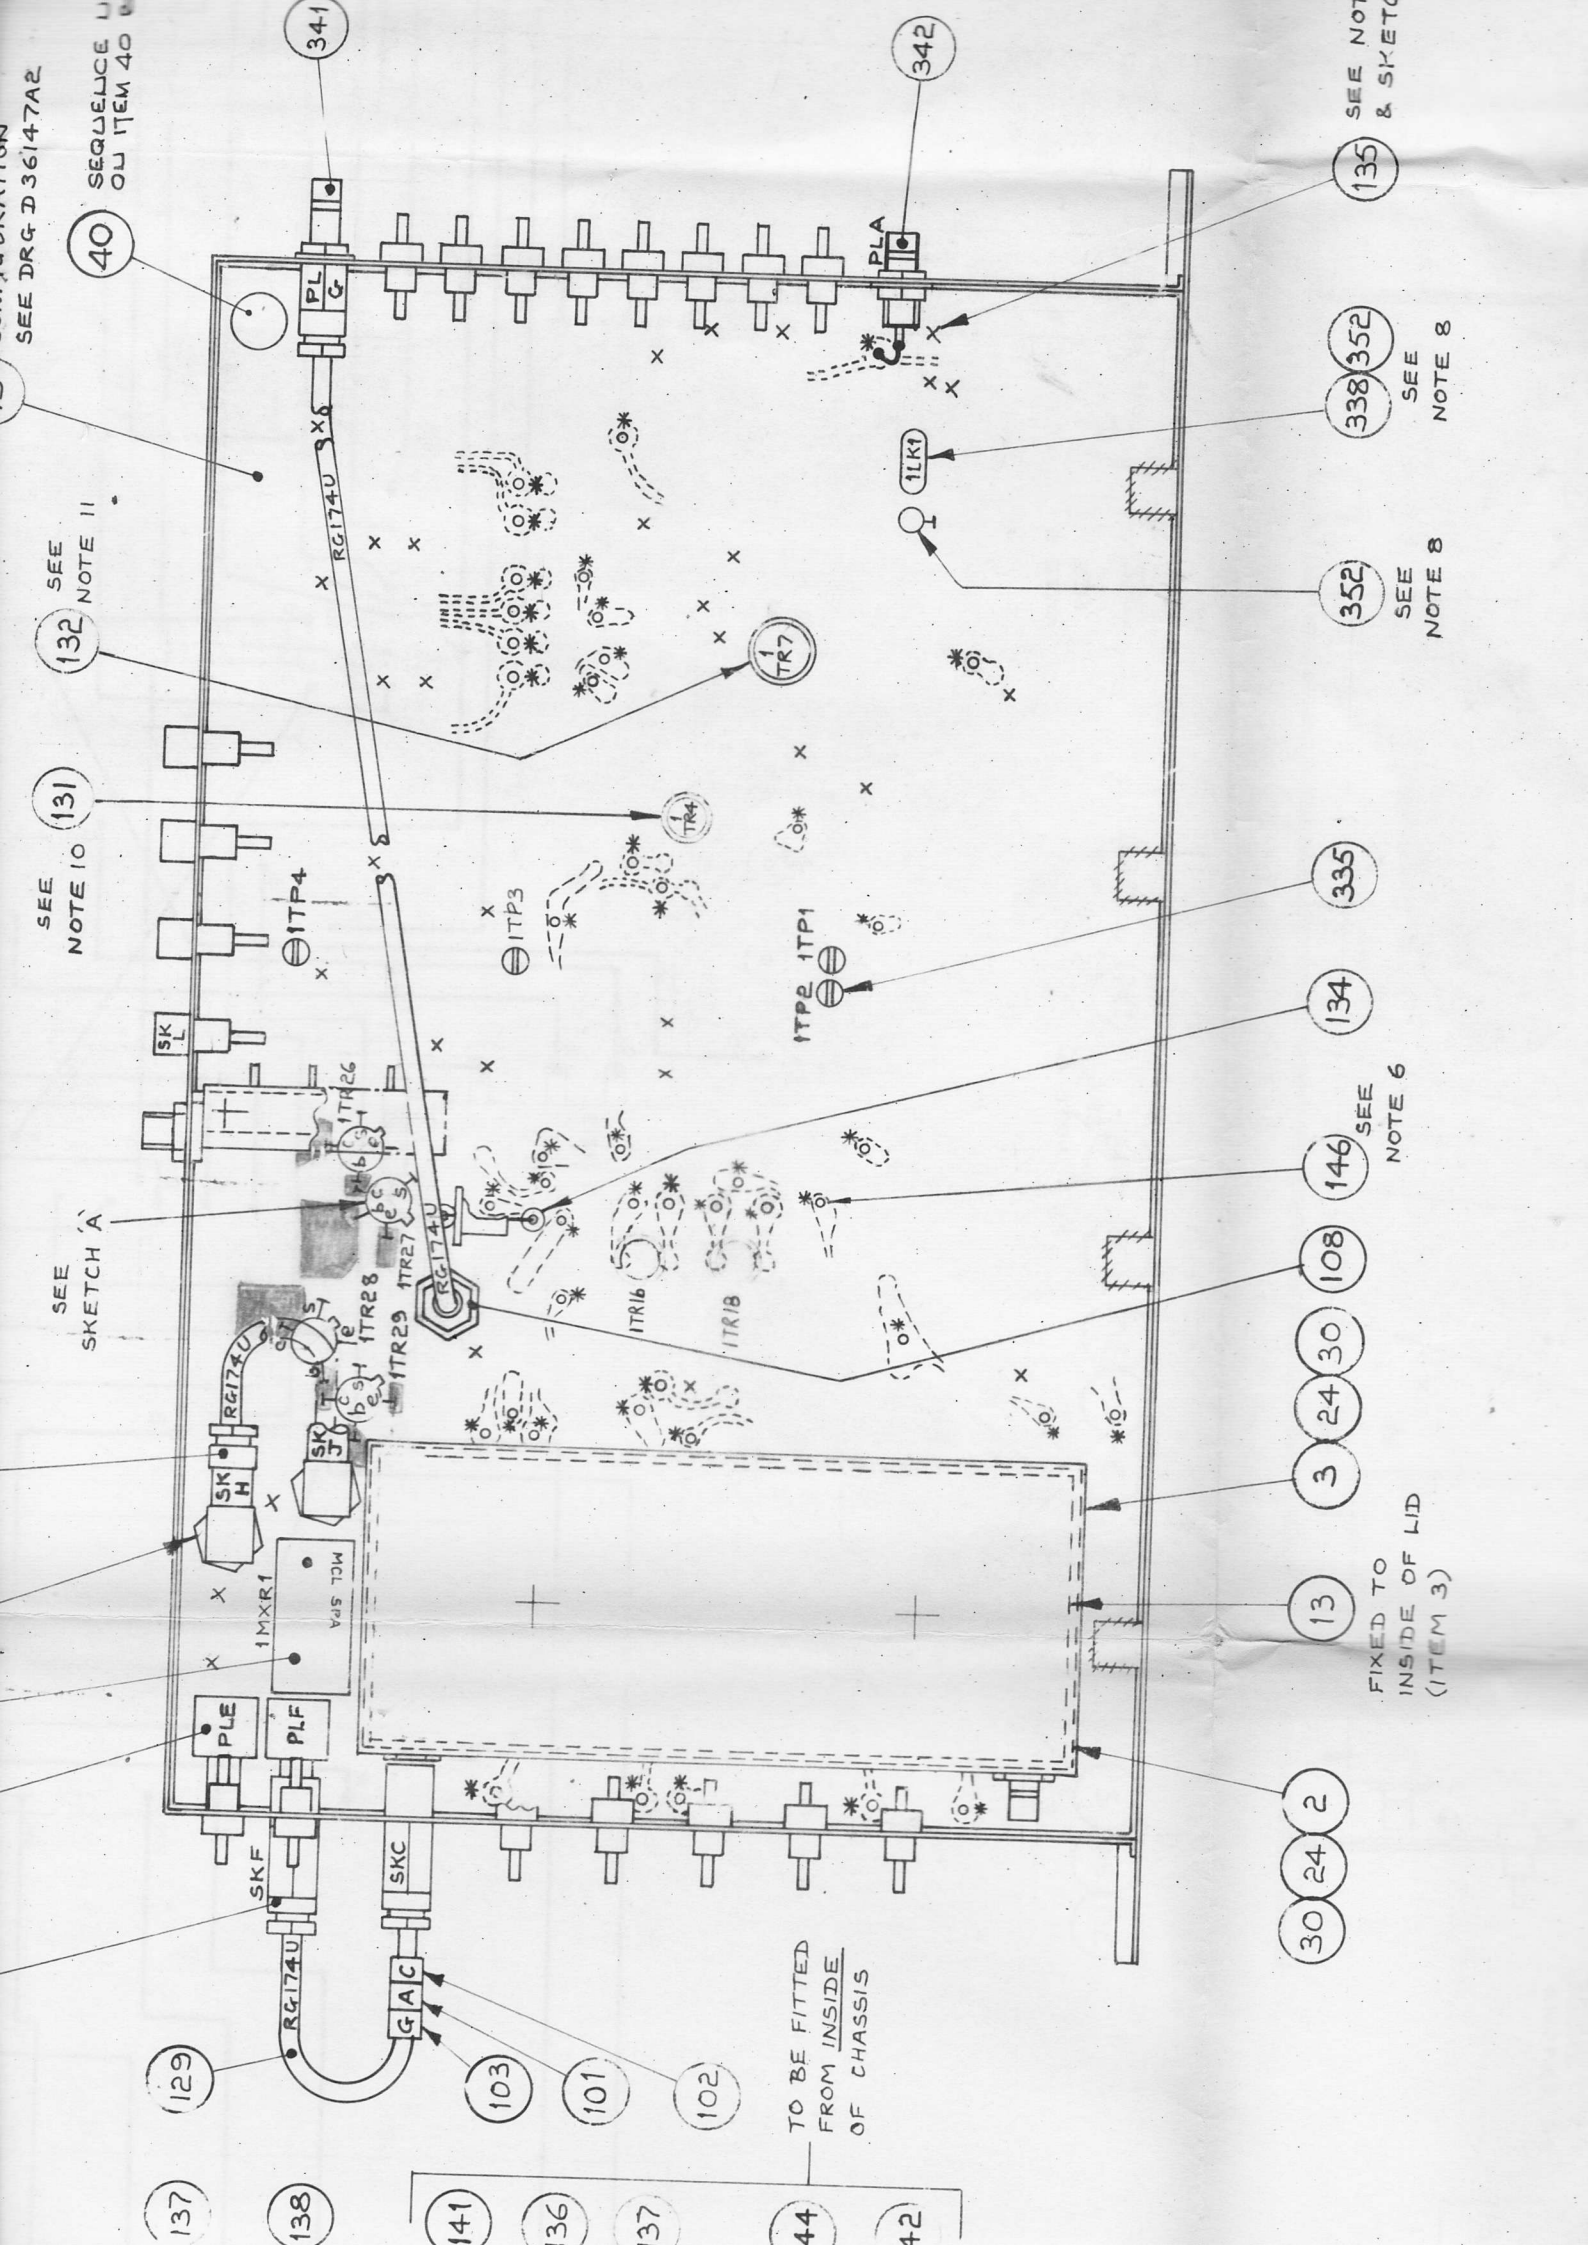 SEE DRG D36147A2
40
SEQUENCE
ON ITEM 40
341
342
SEE
NOTE 11
132
SEE
NOTE 10
131
SEE
SKETCH 'A'
PL
G
PLA
RG174U
1LK1
1
TR7
1
TR4
1TP4
1TP3
1TP2
1TP1
SK
L
1TR26
b c s e
b c e s
1TR27
1TR28
1TR29
s
e
b
b c s e
RG174U
RG174U
1TR16
1TR18
SK
H
SK
J
1MXR1
MCL SRA
PLE
PLF
SKF
SKC
RG174U
G A C
129
103
101
102
137
138
141
136
137
TO BE FITTED
FROM INSIDE
OF CHASSIS
135
& SKETC
338
352
SEE
NOTE 8
352
SEE
NOTE 8
335
134
146
SEE
NOTE 6
108
30
24
3
13
FIXED TO
INSIDE OF LID
(ITEM 3)
2
24
30